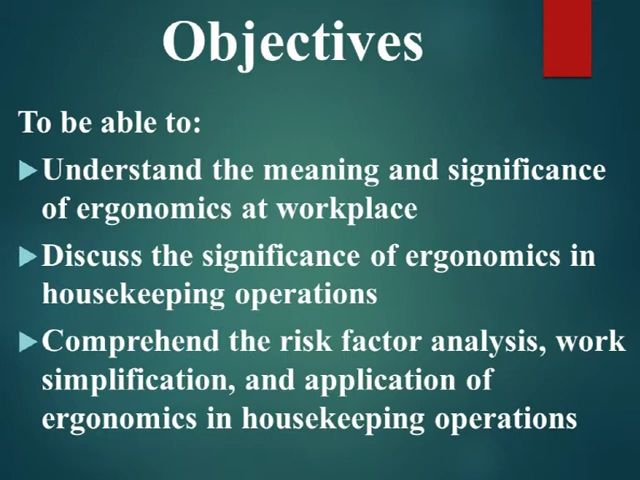 Objectives
To be able to:
Understand the meaning and significance
of ergonomics at workplace
Discuss the significance of ergonomics in
housekeeping operations
Comprehend the risk factor analysis, work
simplification, and application of
ergonomics in housekeeping operations